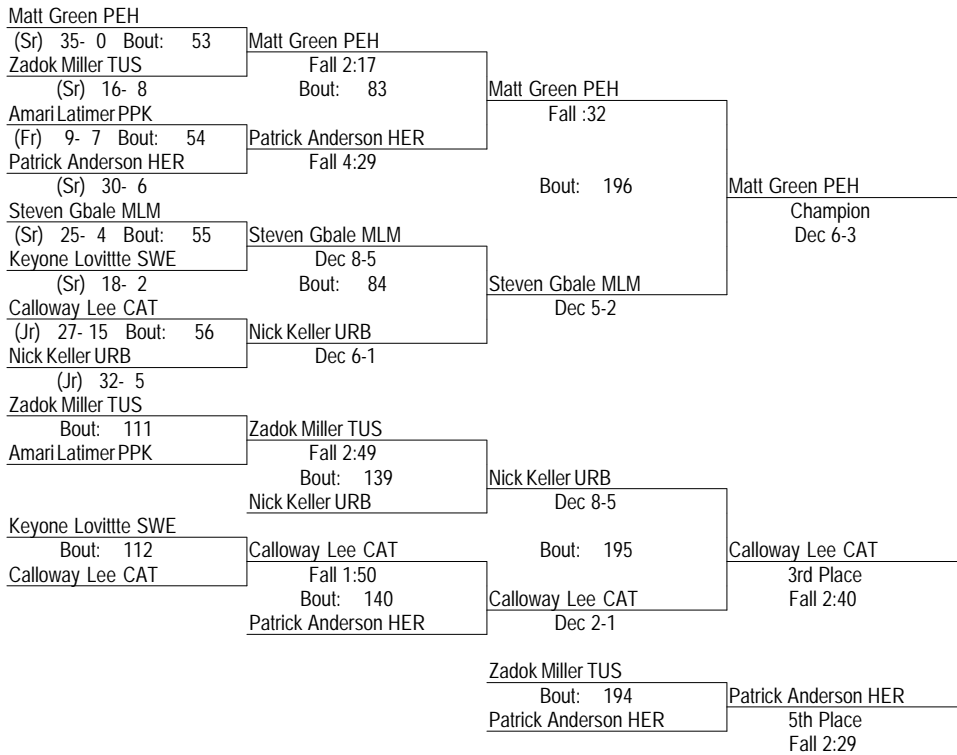 Matt Green PEH
(Sr) 35- 0 Bout: 53 Matt Green PEH
Zadok Miller TUS Fall 2:17
(Sr) 16- 8 Bout: 83 Matt Green PEH
Amari Latimer PPK Fall :32
(Fr) 9- 7 Bout: 54 Patrick Anderson HER
Patrick Anderson HER Fall 4:29
(Sr) 30- 6 Bout: 196 Matt Green PEH
Steven Gbale MLM Champion
(Sr) 25- 4 Bout: 55 Steven Gbale MLM Dec 6-3
Keyone Lovittte SWE Dec 8-5
(Sr) 18- 2 Bout: 84 Steven Gbale MLM
Calloway Lee CAT Dec 5-2
(Jr) 27- 15 Bout: 56 Nick Keller URB
Nick Keller URB Dec 6-1
(Jr) 32- 5
Zadok Miller TUS
Bout: 111 Zadok Miller TUS
Amari Latimer PPK Fall 2:49
Bout: 139 Nick Keller URB
Nick Keller URB Dec 8-5
Keyone Lovittte SWE
Bout: 112 Calloway Lee CAT Bout: 195 Calloway Lee CAT
Calloway Lee CAT Fall 1:50 3rd Place
Bout: 140 Calloway Lee CAT Fall 2:40
Patrick Anderson HER Dec 2-1
Zadok Miller TUS
Bout: 194 Patrick Anderson HER
Patrick Anderson HER 5th Place
Fall 2:29